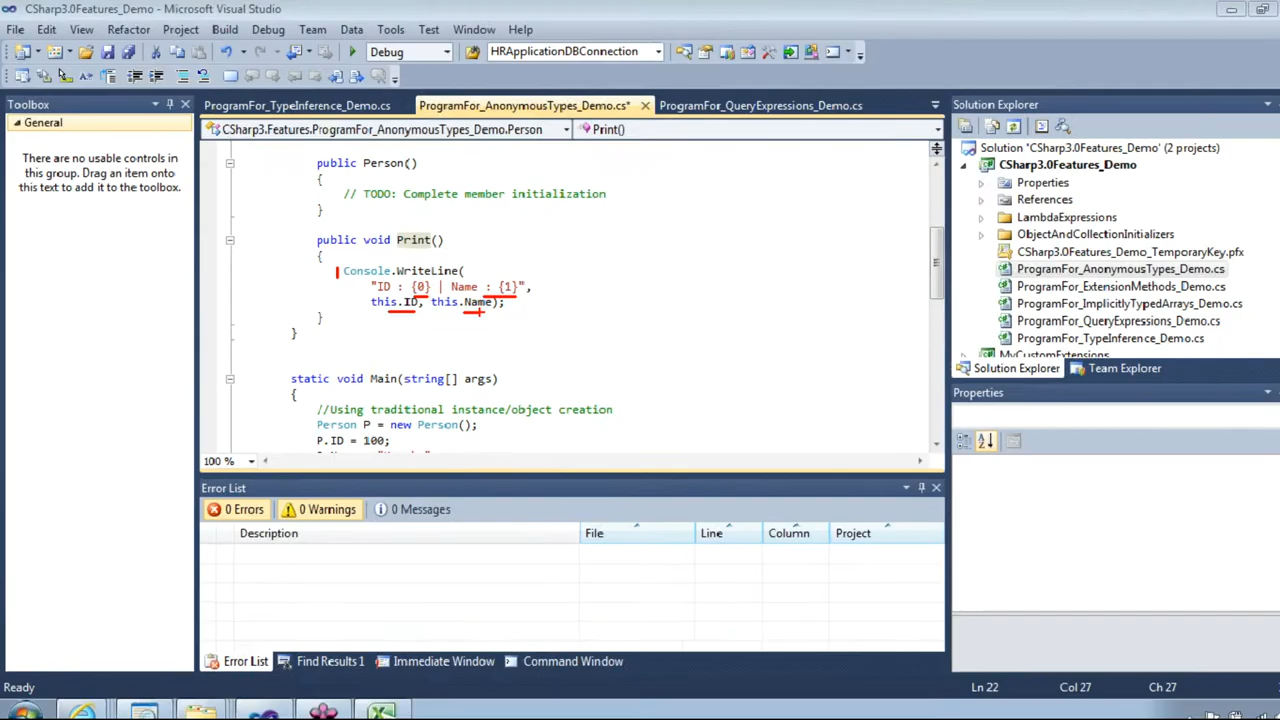 CSharp3.0Features_Demo - Microsoft Visual Studio
File Edit View Refactor Project Build Debug Team Data Tools Test Window Help
Debug HRApplicationDBConnection
Toolbox
General
There are no usable controls in
this group. Drag an item onto
this text to add it to the toolbox.
ProgramFor_TypeInference_Demo.cs ProgramFor_AnonymousTypes_Demo.cs* ProgramFor_QueryExpressions_Demo.cs
CSharp3.Features.ProgramFor_AnonymousTypes_Demo.Person Print()
public Person()
{
// TODO: Complete member initialization
}
public void Print()
{
Console.WriteLine(
"ID : {0} | Name : {1}",
this.ID, this.Name);
}
}
static void Main(string[] args)
{
//Using traditional instance/object creation
Person P = new Person();
P.ID = 100;
100 %
Error List
0 Errors 0 Warnings 0 Messages
Description File Line Column Project
Error List Find Results 1 Immediate Window Command Window
Solution Explorer
Solution 'CSharp3.0Features_Demo' (2 projects)
CSharp3.0Features_Demo
Properties
References
LambdaExpressions
ObjectAndCollectionInitializers
CSharp3.0Features_Demo_TemporaryKey.pfx
ProgramFor_AnonymousTypes_Demo.cs
ProgramFor_ExtensionMethods_Demo.cs
ProgramFor_ImplicitlyTypedArrays_Demo.cs
ProgramFor_QueryExpressions_Demo.cs
ProgramFor_TypeInference_Demo.cs
MyCustomExtensions
Solution Explorer Team Explorer
Properties
Ready Ln 22 Col 27 Ch 27